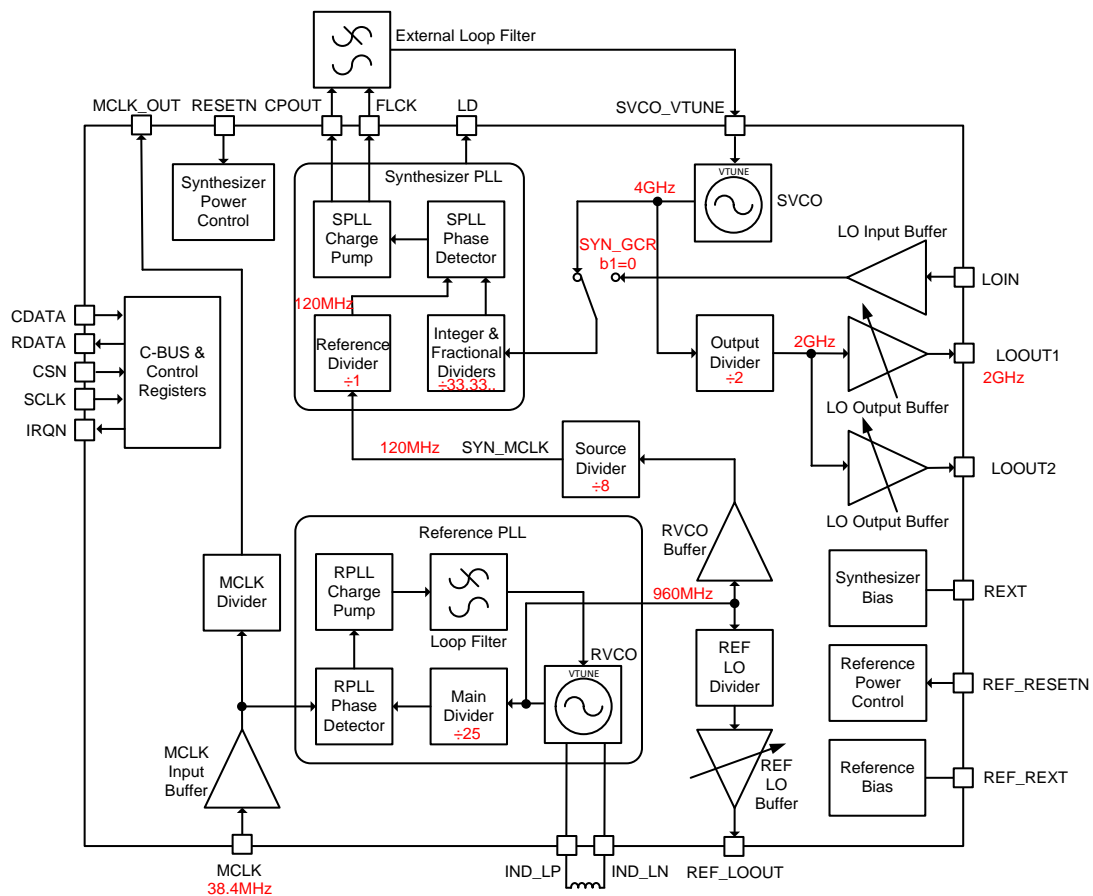 External Loop Filter
MCLK_OUT
RESETN
CPOUT
FLCK
LD
SVCO_VTUNE
Synthesizer
Power
Control
Synthesizer PLL
SPLL
Charge
Pump
SPLL
Phase
Detector
4GHz
VTUNE
SVCO
LO Input Buffer
SYN_GCR
b1=0
LOIN
120MHz
Reference
Divider
÷1
Integer &
Fractional
Dividers
÷33.33..
CDATA
RDATA
CSN
SCLK
IRQN
C-BUS &
Control
Registers
Output
Divider
÷2
2GHz
LOOUT1
2GHz
LO Output Buffer
120MHz
SYN_MCLK
Source
Divider
÷8
LOOUT2
LO Output Buffer
Reference PLL
RVCO
Buffer
MCLK
Divider
RPLL
Charge
Pump
Loop Filter
960MHz
Synthesizer
Bias
REXT
RVCO
VTUNE
RPLL
Phase
Detector
Main
Divider
÷25
REF
LO
Divider
Reference
Power
Control
REF_RESETN
MCLK
Input
Buffer
REF
LO
Buffer
Reference
Bias
REF_REXT
MCLK
38.4MHz
IND_LP
IND_LN
REF_LOOUT